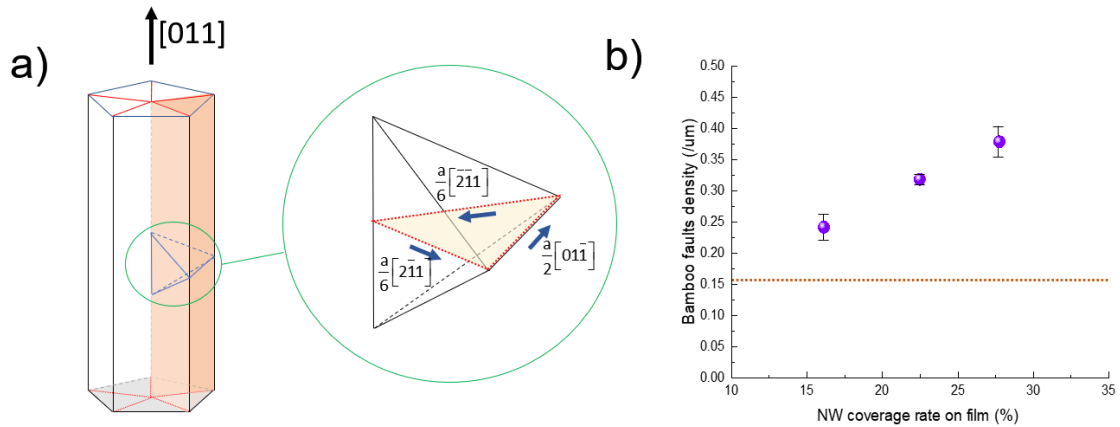 a)
[011]
a/6 [2̄1̄1]
a/6 [21̄1]
a/2 [011̄]
b)
Bamboo faults density (/um)
0.50
0.45
0.40
0.35
0.30
0.25
0.20
0.15
0.10
0.05
0.00
10 15 20 25 30 35
NW coverage rate on film (%)